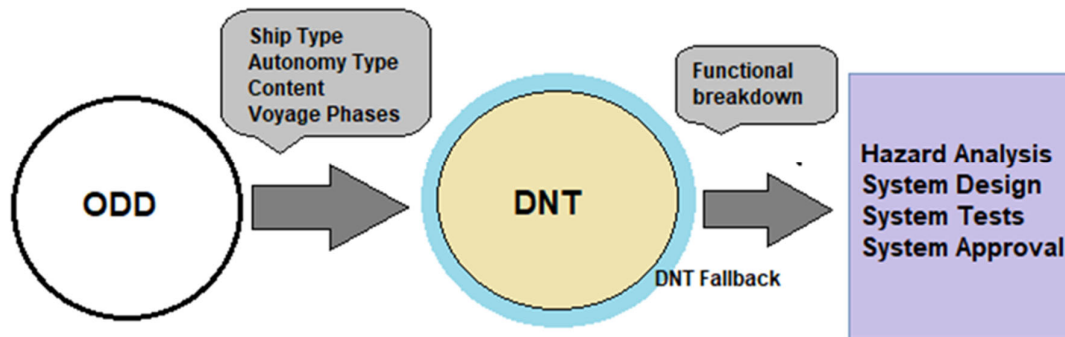 Ship Type
Autonomy Type
Content
Voyage Phases
Functional
breakdown
ODD
DNT
DNT Fallback
Hazard Analysis
System Design
System Tests
System Approval